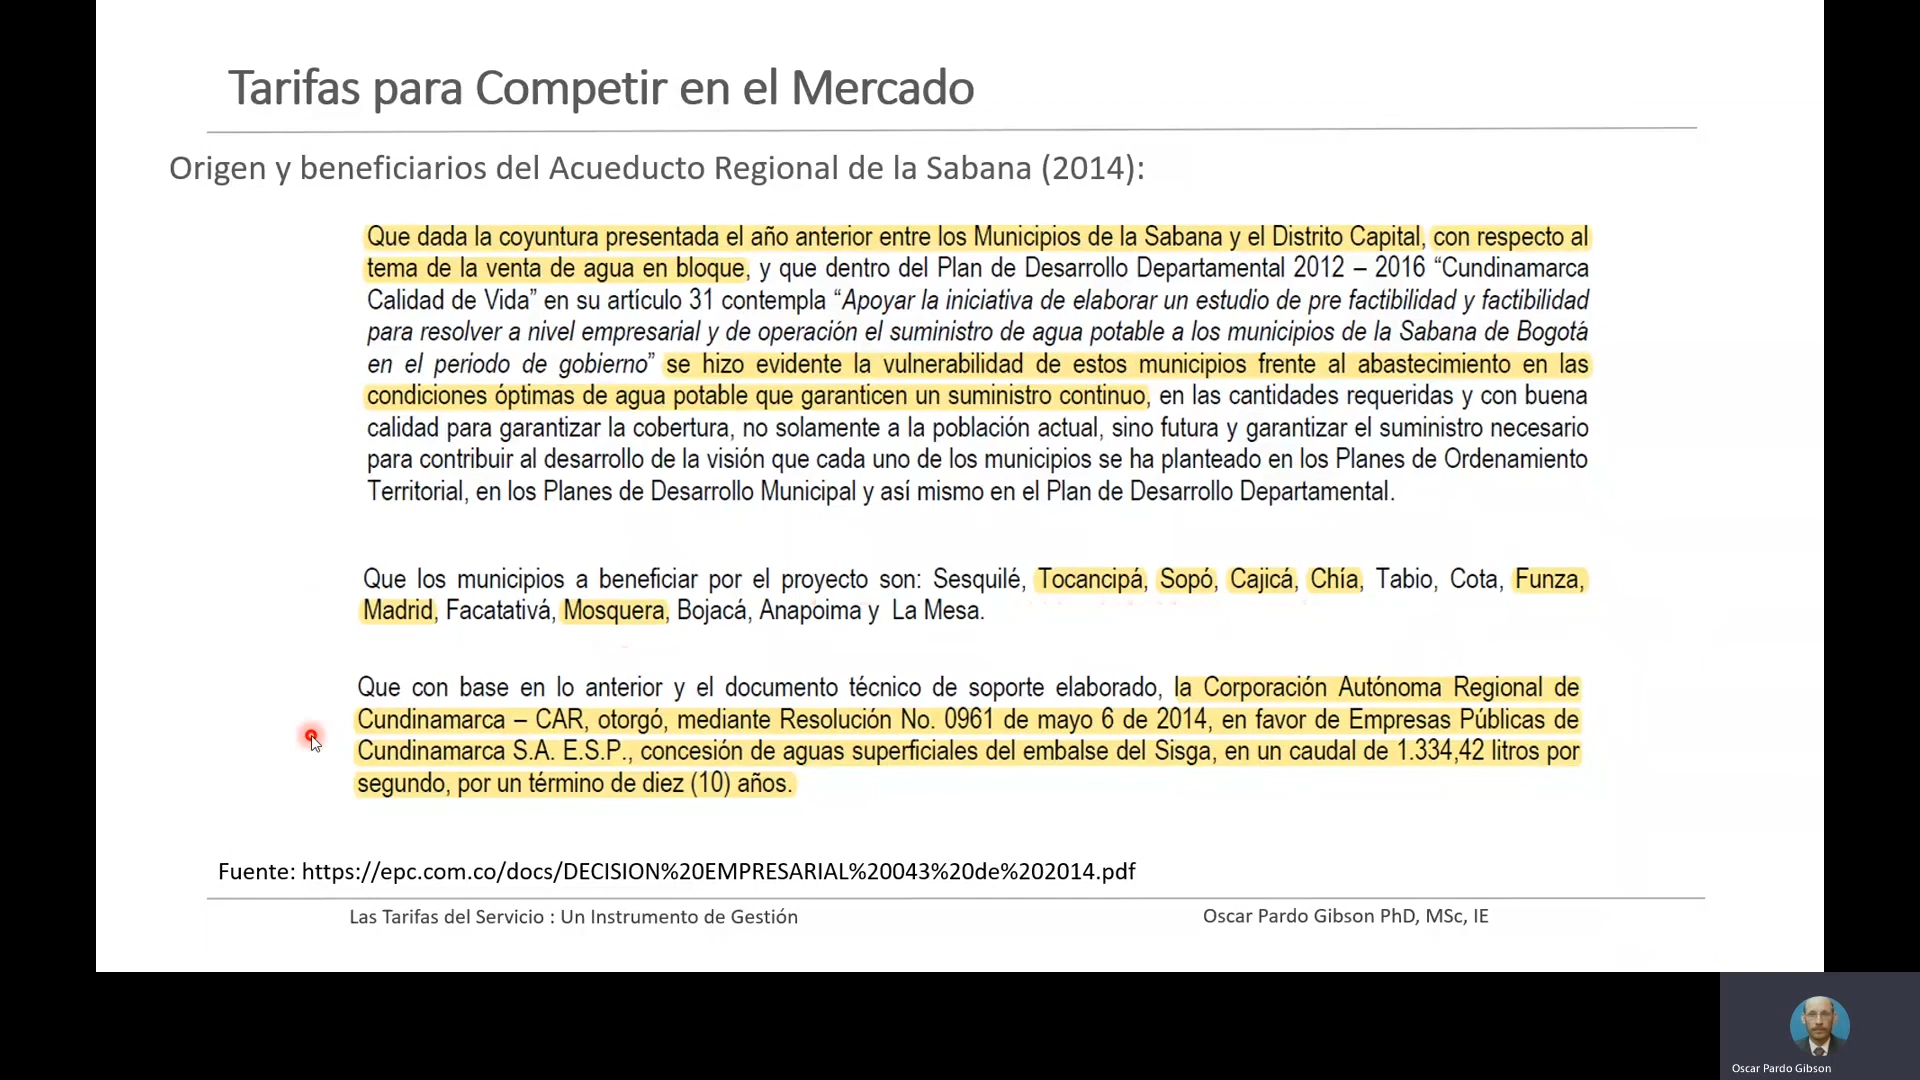 Tarifas para Competir en el Mercado
Origen y beneficiarios del Acueducto Regional de la Sabana (2014):
Que dada la coyuntura presentada el año anterior entre los Municipios de la Sabana y el Distrito Capital, con respecto al
tema de la venta de agua en bloque, y que dentro del Plan de Desarrollo Departamental 2012 – 2016 “Cundinamarca
Calidad de Vida” en su artículo 31 contempla “Apoyar la iniciativa de elaborar un estudio de pre factibilidad y factibilidad
para resolver a nivel empresarial y de operación el suministro de agua potable a los municipios de la Sabana de Bogotá
en el periodo de gobierno” se hizo evidente la vulnerabilidad de estos municipios frente al abastecimiento en las
condiciones óptimas de agua potable que garanticen un suministro continuo, en las cantidades requeridas y con buena
calidad para garantizar la cobertura, no solamente a la población actual, sino futura y garantizar el suministro necesario
para contribuir al desarrollo de la visión que cada uno de los municipios se ha planteado en los Planes de Ordenamiento
Territorial, en los Planes de Desarrollo Municipal y así mismo en el Plan de Desarrollo Departamental.
Que los municipios a beneficiar por el proyecto son: Sesquilé, Tocancipá, Sopó, Cajicá, Chía, Tabio, Cota, Funza,
Madrid, Facatativá, Mosquera, Bojacá, Anapoima y La Mesa.
Que con base en lo anterior y el documento técnico de soporte elaborado, la Corporación Autónoma Regional de
Cundinamarca – CAR, otorgó, mediante Resolución No. 0961 de mayo 6 de 2014, en favor de Empresas Públicas de
Cundinamarca S.A. E.S.P., concesión de aguas superficiales del embalse del Sisga, en un caudal de 1.334,42 litros por
segundo, por un término de diez (10) años.
Fuente: https://epc.com.co/docs/DECISION%20EMPRESARIAL%20043%20de%202014.pdf
Las Tarifas del Servicio : Un Instrumento de Gestión
Oscar Pardo Gibson PhD, MSc, IE
Oscar Pardo Gibson